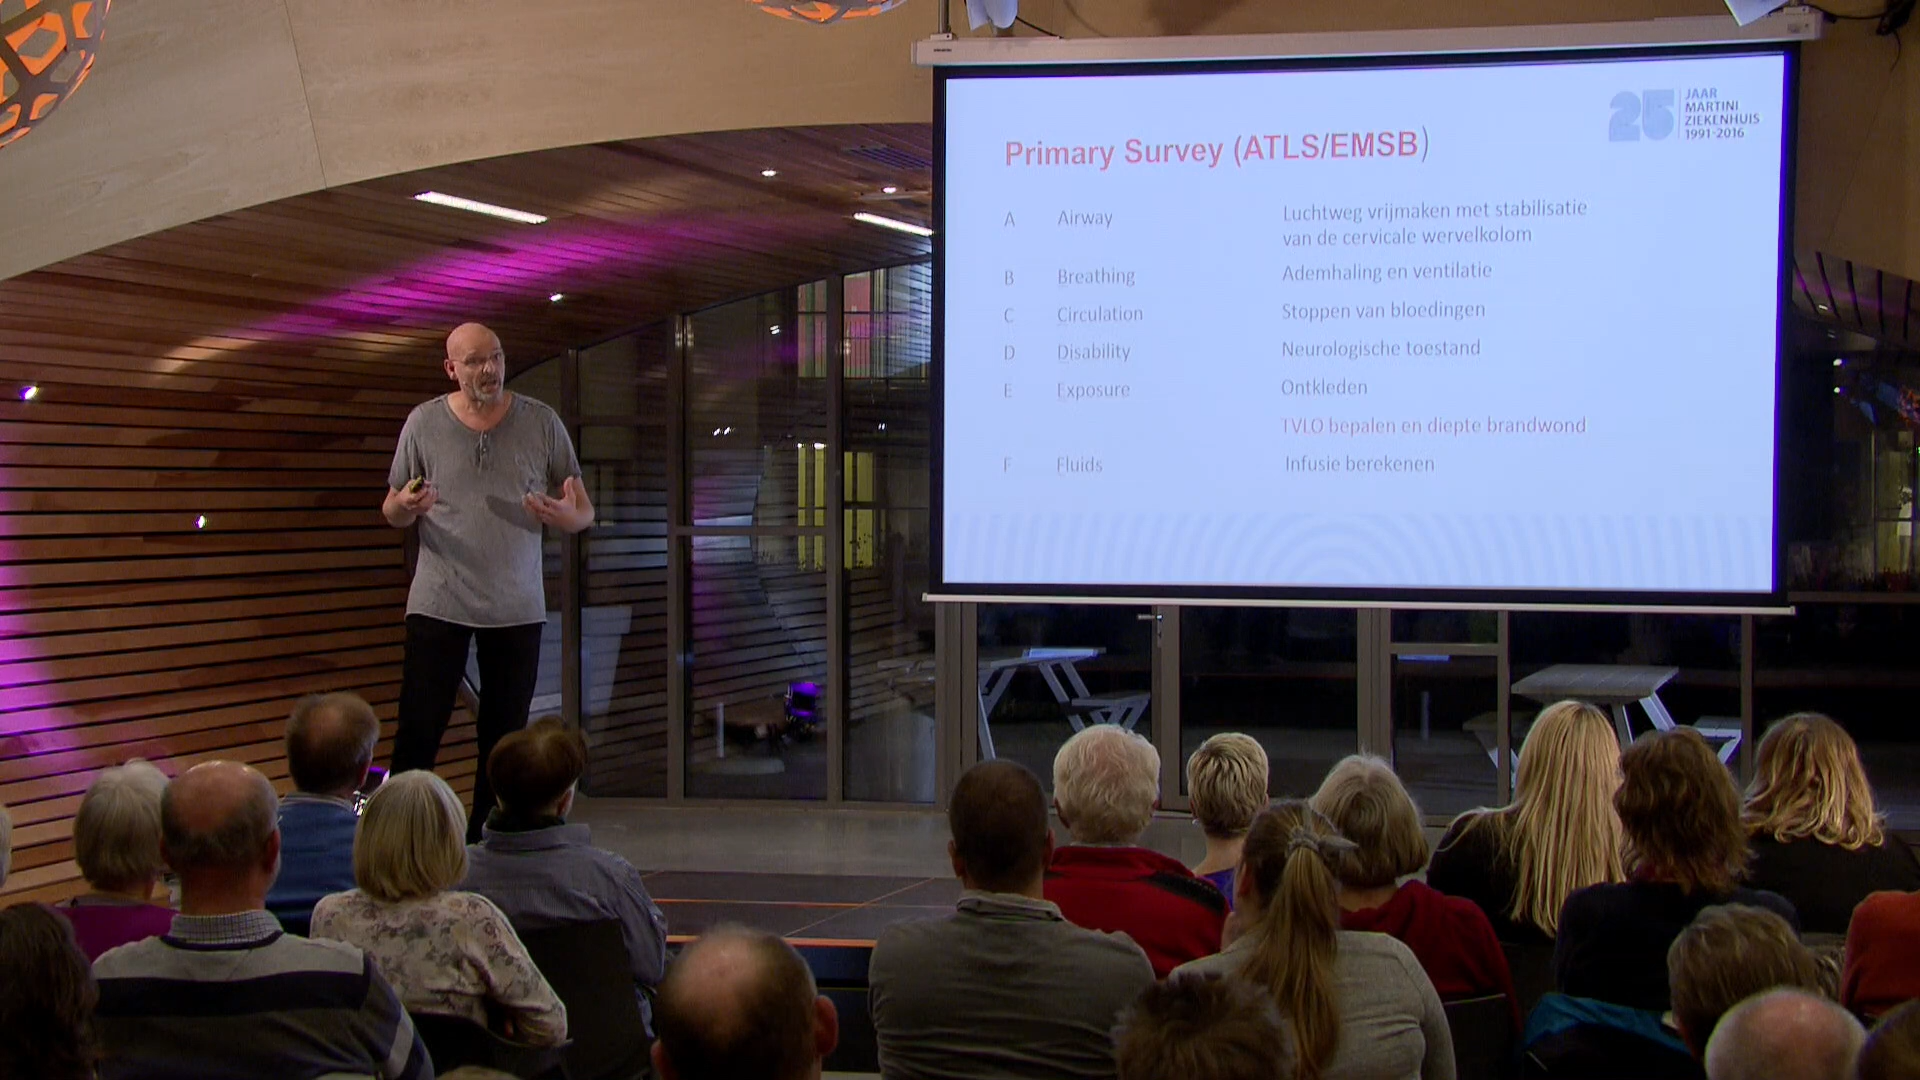 25 JAAR
MARTINI
ZIEKENHUIS
1991-2016
Primary Survey (ATLS/EMSB)
A Airway Luchtweg vrijmaken met stabilisatie
van de cervicale wervelkolom
B Breathing Ademhaling en ventilatie
C Circulation Stoppen van bloedingen
D Disability Neurologische toestand
E Exposure Ontkleden
TVLO bepalen en diepte brandwond
F Fluids Infusie berekenen